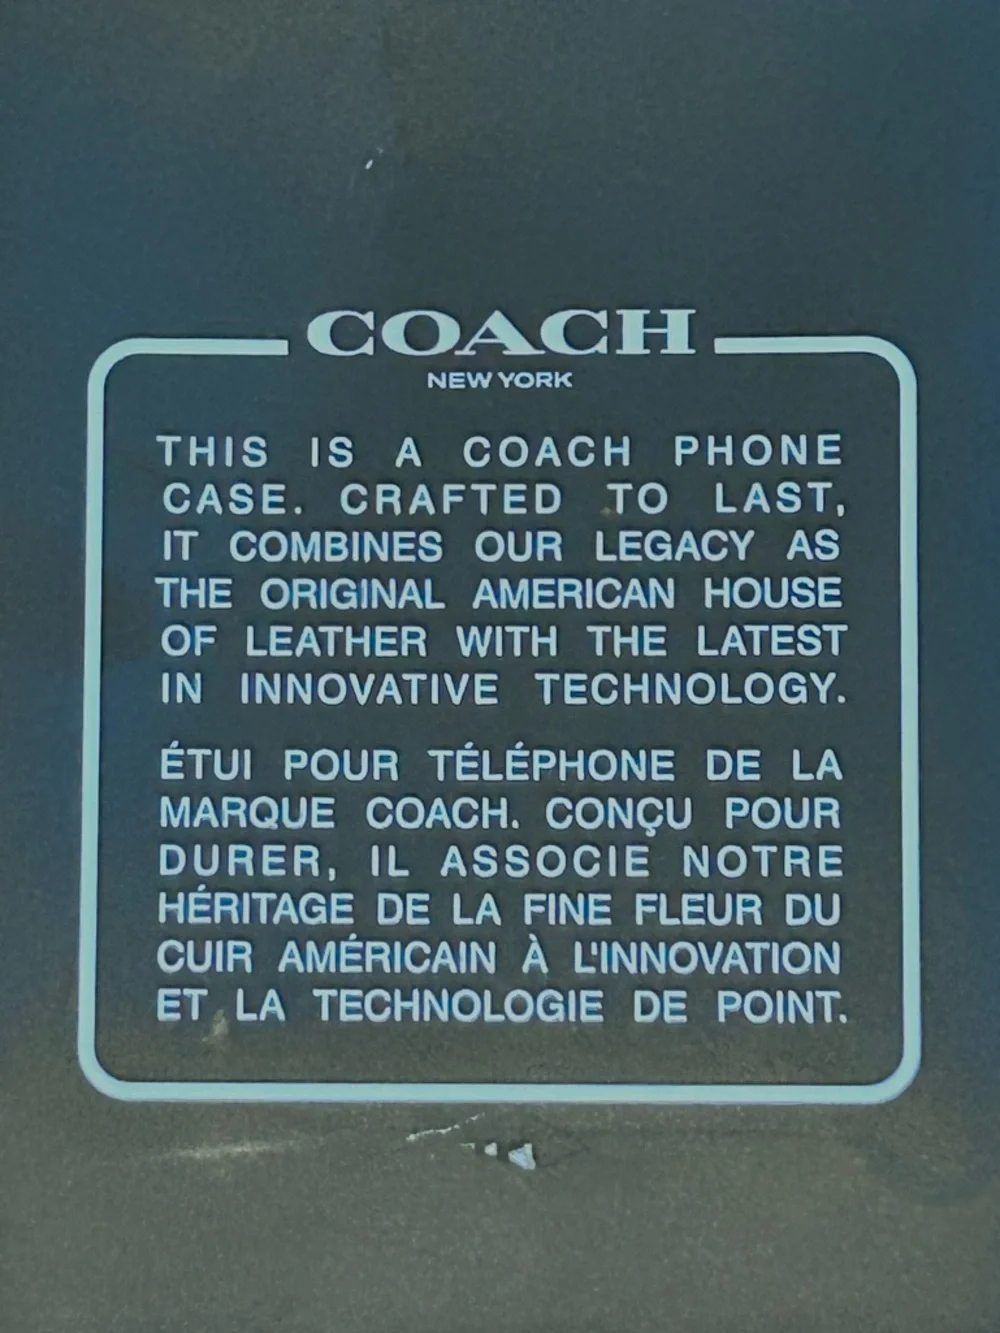 COACH
NEW YORK
THIS IS A COACH PHONE
CASE. CRAFTED TO LAST,
IT COMBINES OUR LEGACY AS
THE ORIGINAL AMERICAN HOUSE
OF LEATHER WITH THE LATEST
IN INNOVATIVE TECHNOLOGY.
ÉTUI POUR TÉLÉPHONE DE LA
MARQUE COACH. CONÇU POUR
DURER, IL ASSOCIE NOTRE
HÉRITAGE DE LA FINE FLEUR DU
CUIR AMÉRICAIN À L'INNOVATION
ET LA TECHNOLOGIE DE POINT.